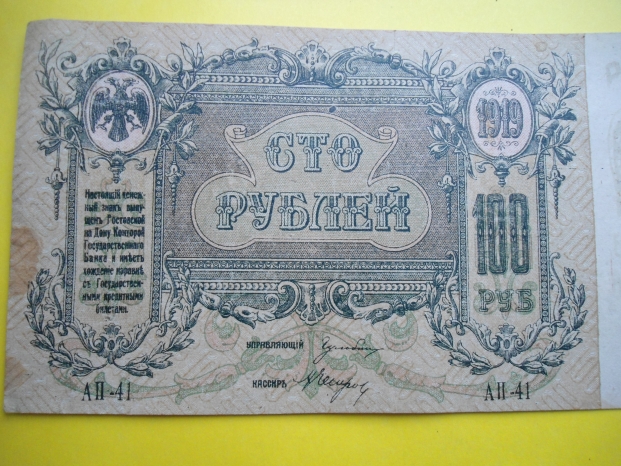 1919
СТО
РУБЛЕЙ
Настоящій денеж-
ный знакъ выпу-
щенъ Ростовской
на Дону Конторой
Государственнаго
Банка и имѣетъ
хожденіе наравнѣ
съ Государствен-
ными кредитными
билетами.
100
РУБ
УПРАВЛЯЮЩІЙ
КАССИРЪ
АП-41
АП-41